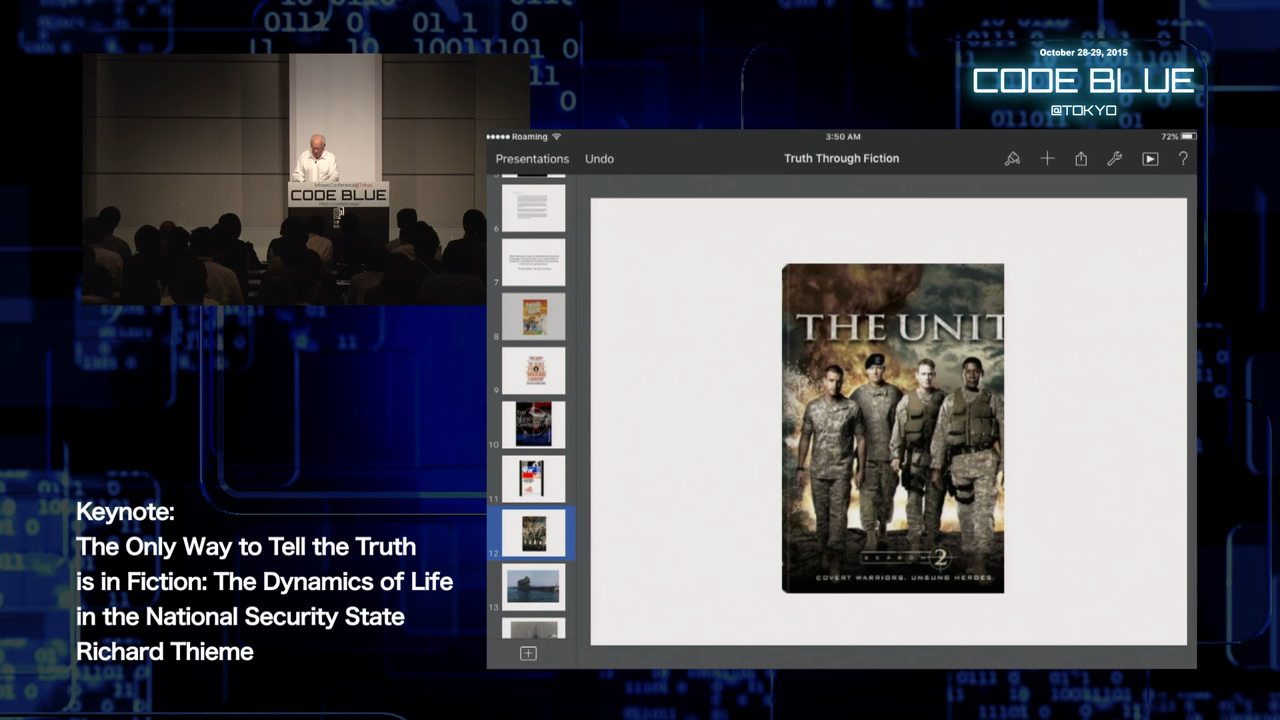 October 28-29, 2015
CODE BLUE
@TOKYO
Roaming
3:50 AM
72%
Presentations
Undo
Truth Through Fiction
?
CODE BLUE
6
7
8
9
10
11
12
13
THE UNIT
SEASON 2
COVERT WARRIORS. UNSUNG HEROES.
Keynote:
The Only Way to Tell the Truth
is in Fiction: The Dynamics of Life
in the National Security State
Richard Thieme